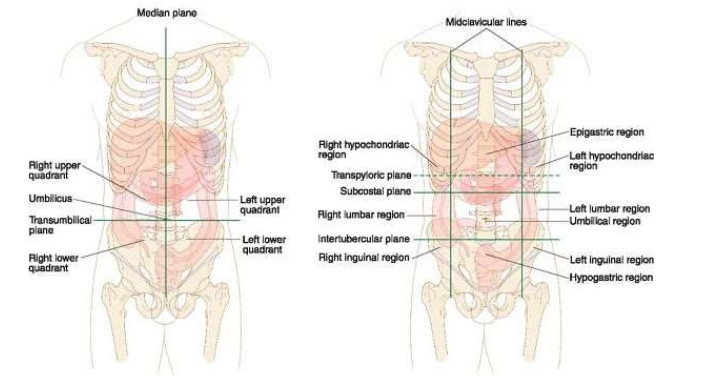 Median plane
Right upper
quadrant
Umbilicus
Transumbilical
plane
Right lower
quadrant
Left upper
quadrant
Left lower
quadrant
Midclavicular lines
Right hypochondriac
region
Transpyloric plane
Subcostal plane
Right lumbar region
Intertubercular plane
Right inguinal region
Epigastric region
Left hypochondriac
region
Left lumbar region
Umbilical region
Left inguinal region
Hypogastric region